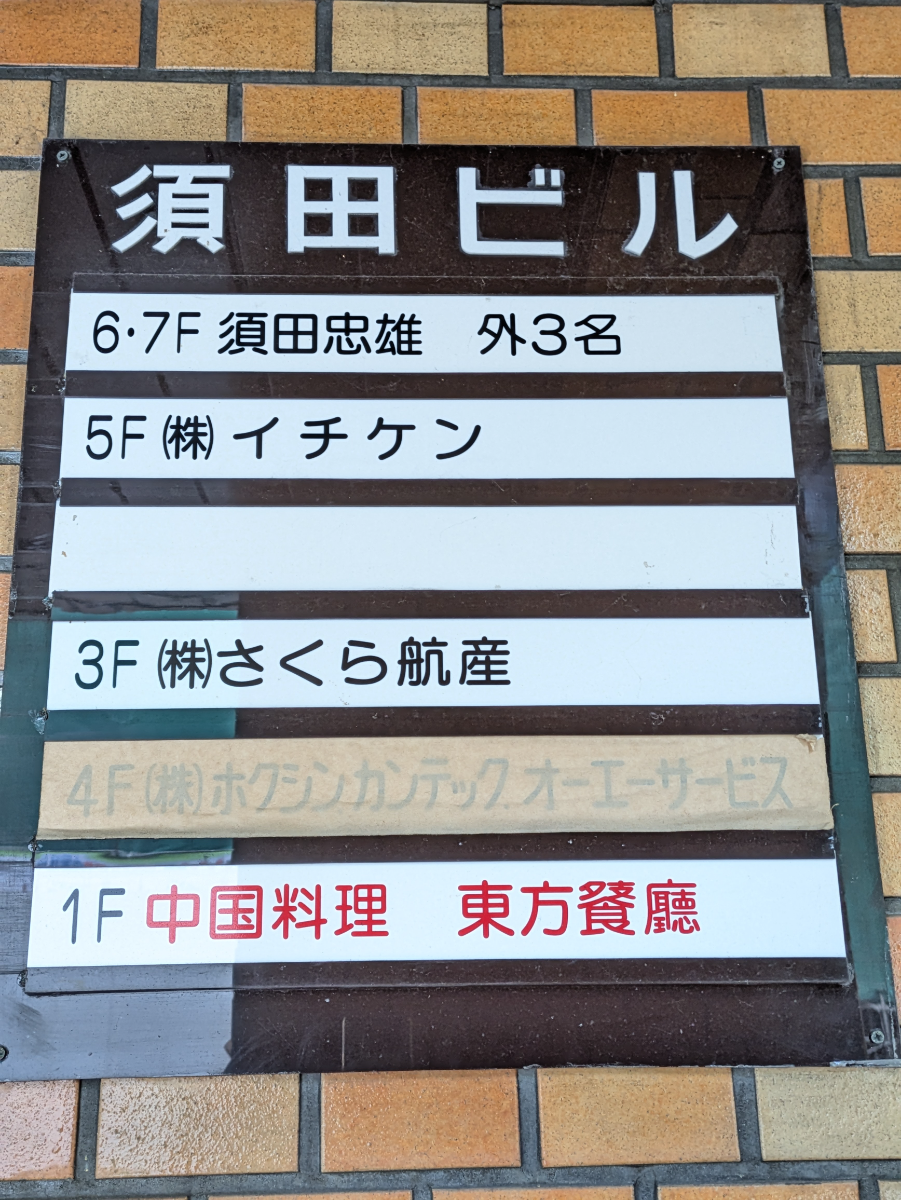 須田ビル
6・7F 須田忠雄　外3名
5F ㈱ イチケン
3F ㈱さくら航産
4F ㈱ホクシンカンテック オーエーサービス
1F 中国料理　東方餐廳